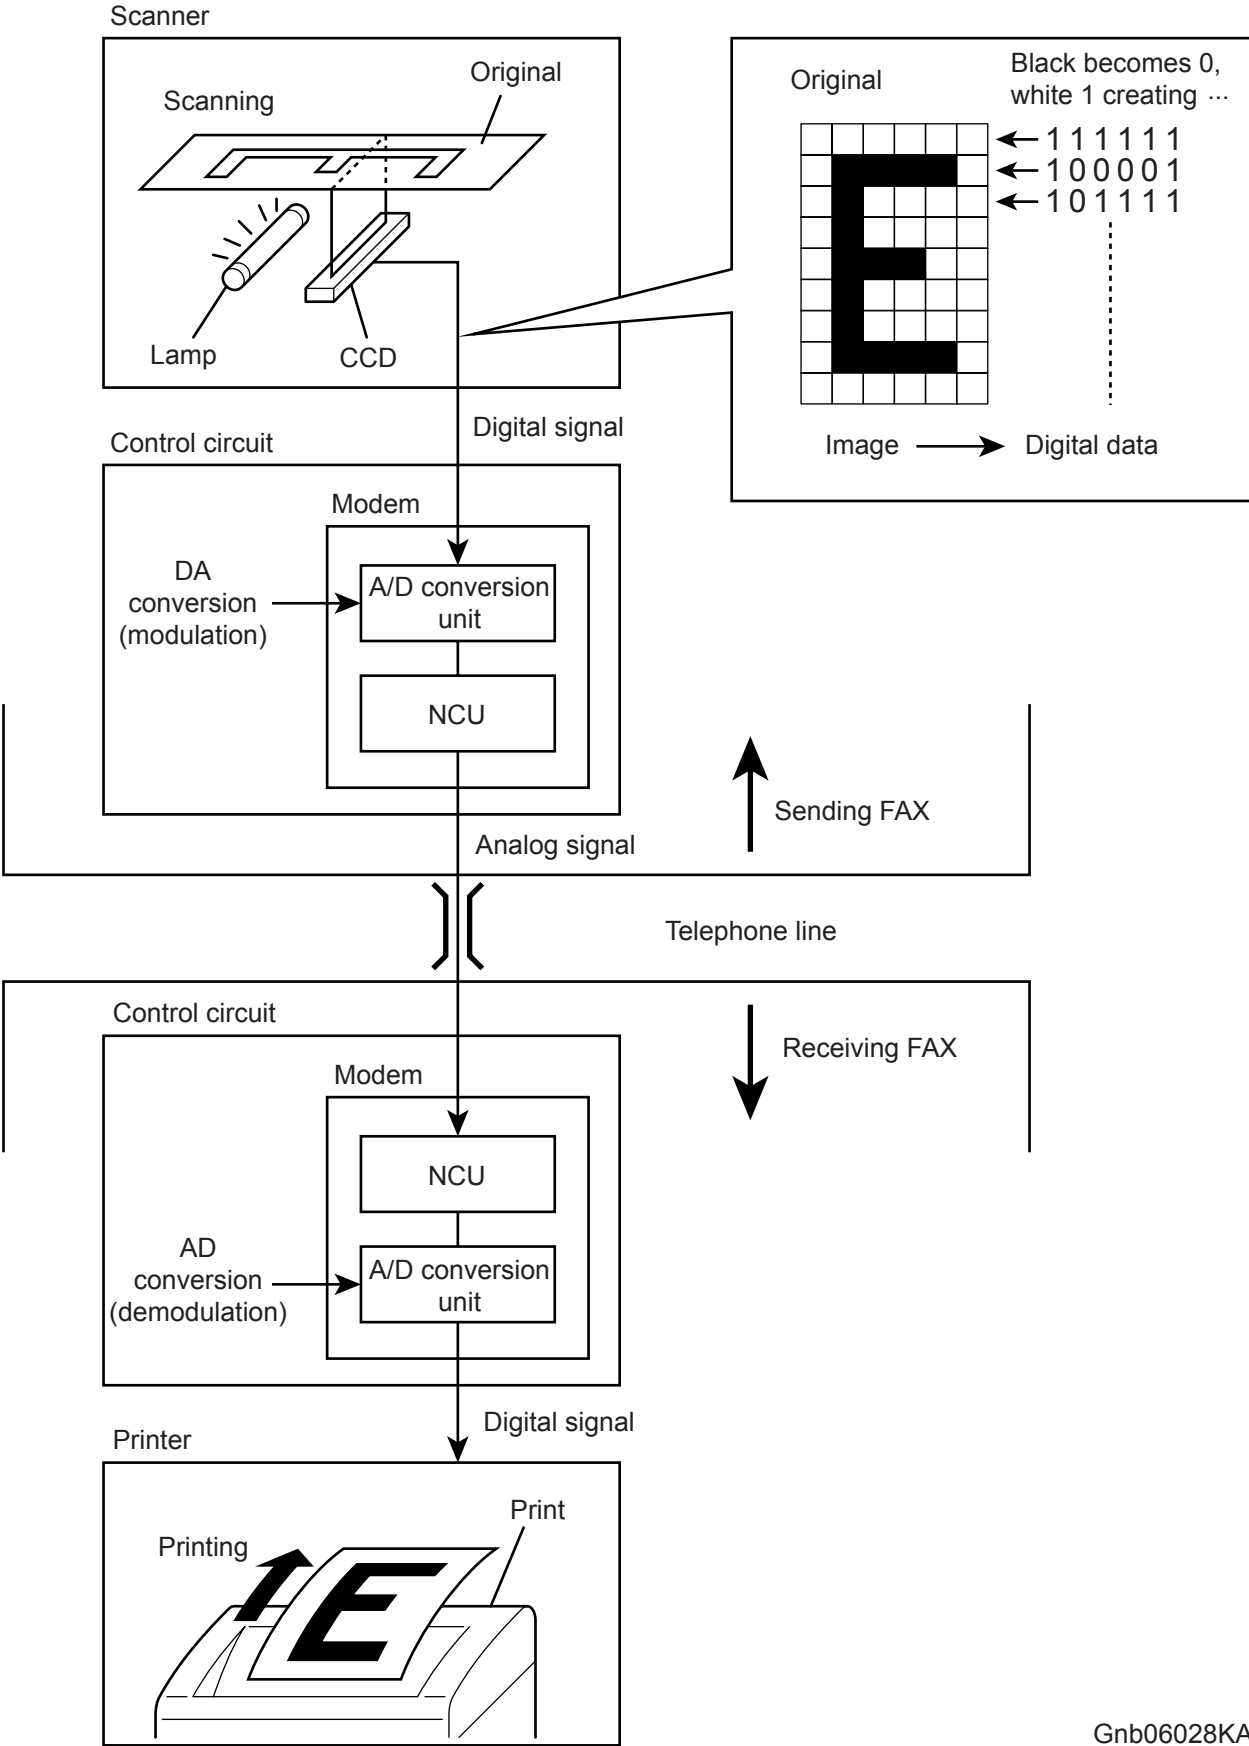 Scanner
Scanning
Original
Lamp
CCD
Original
Black becomes 0,
white 1 creating ...
1 1 1 1 1 1
1 0 0 0 0 1
1 0 1 1 1 1
Image
Digital data
Digital signal
Control circuit
Modem
DA
conversion
(modulation)
A/D conversion
unit
NCU
Sending FAX
Analog signal
Telephone line
Control circuit
Receiving FAX
Modem
NCU
AD
conversion
(demodulation)
A/D conversion
unit
Digital signal
Printer
Printing
Print
E
Gnb06028KA